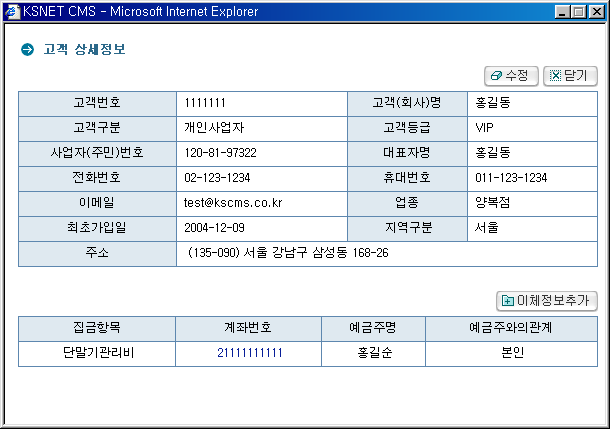 KSNET CMS - Microsoft Internet Explorer
고객 상세정보
수정 닫기
고객번호 1111111 고객(회사)명 홍길동
고객구분 개인사업자 고객등급 VIP
사업자(주민)번호 120-81-97322 대표자명 홍길동
전화번호 02-123-1234 휴대번호 011-123-1234
이메일 test@kscms.co.kr 업종 양복점
최초가입일 2004-12-09 지역구분 서울
주소 (135-090) 서울 강남구 삼성동 168-26
이체정보추가
집금항목 계좌번호 예금주명 예금주와의관계
단말기관리비 21111111111 홍길순 본인